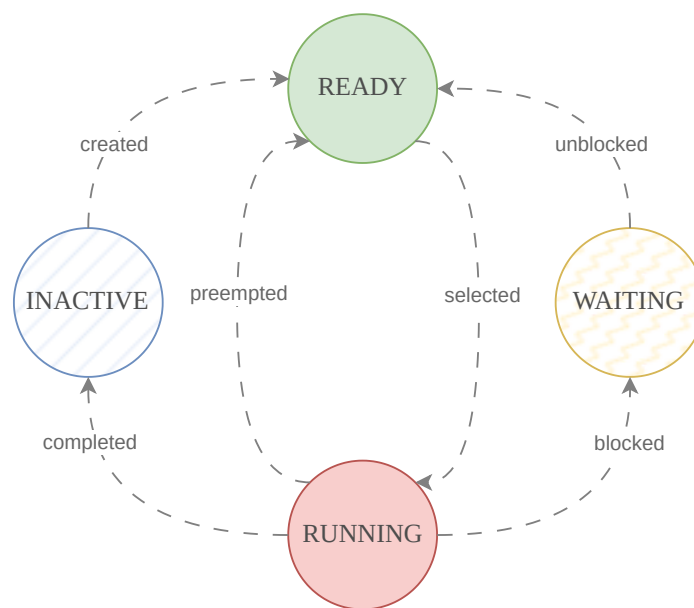 READY
created
unblocked
INACTIVE
preempted
selected
WAITING
completed
blocked
RUNNING